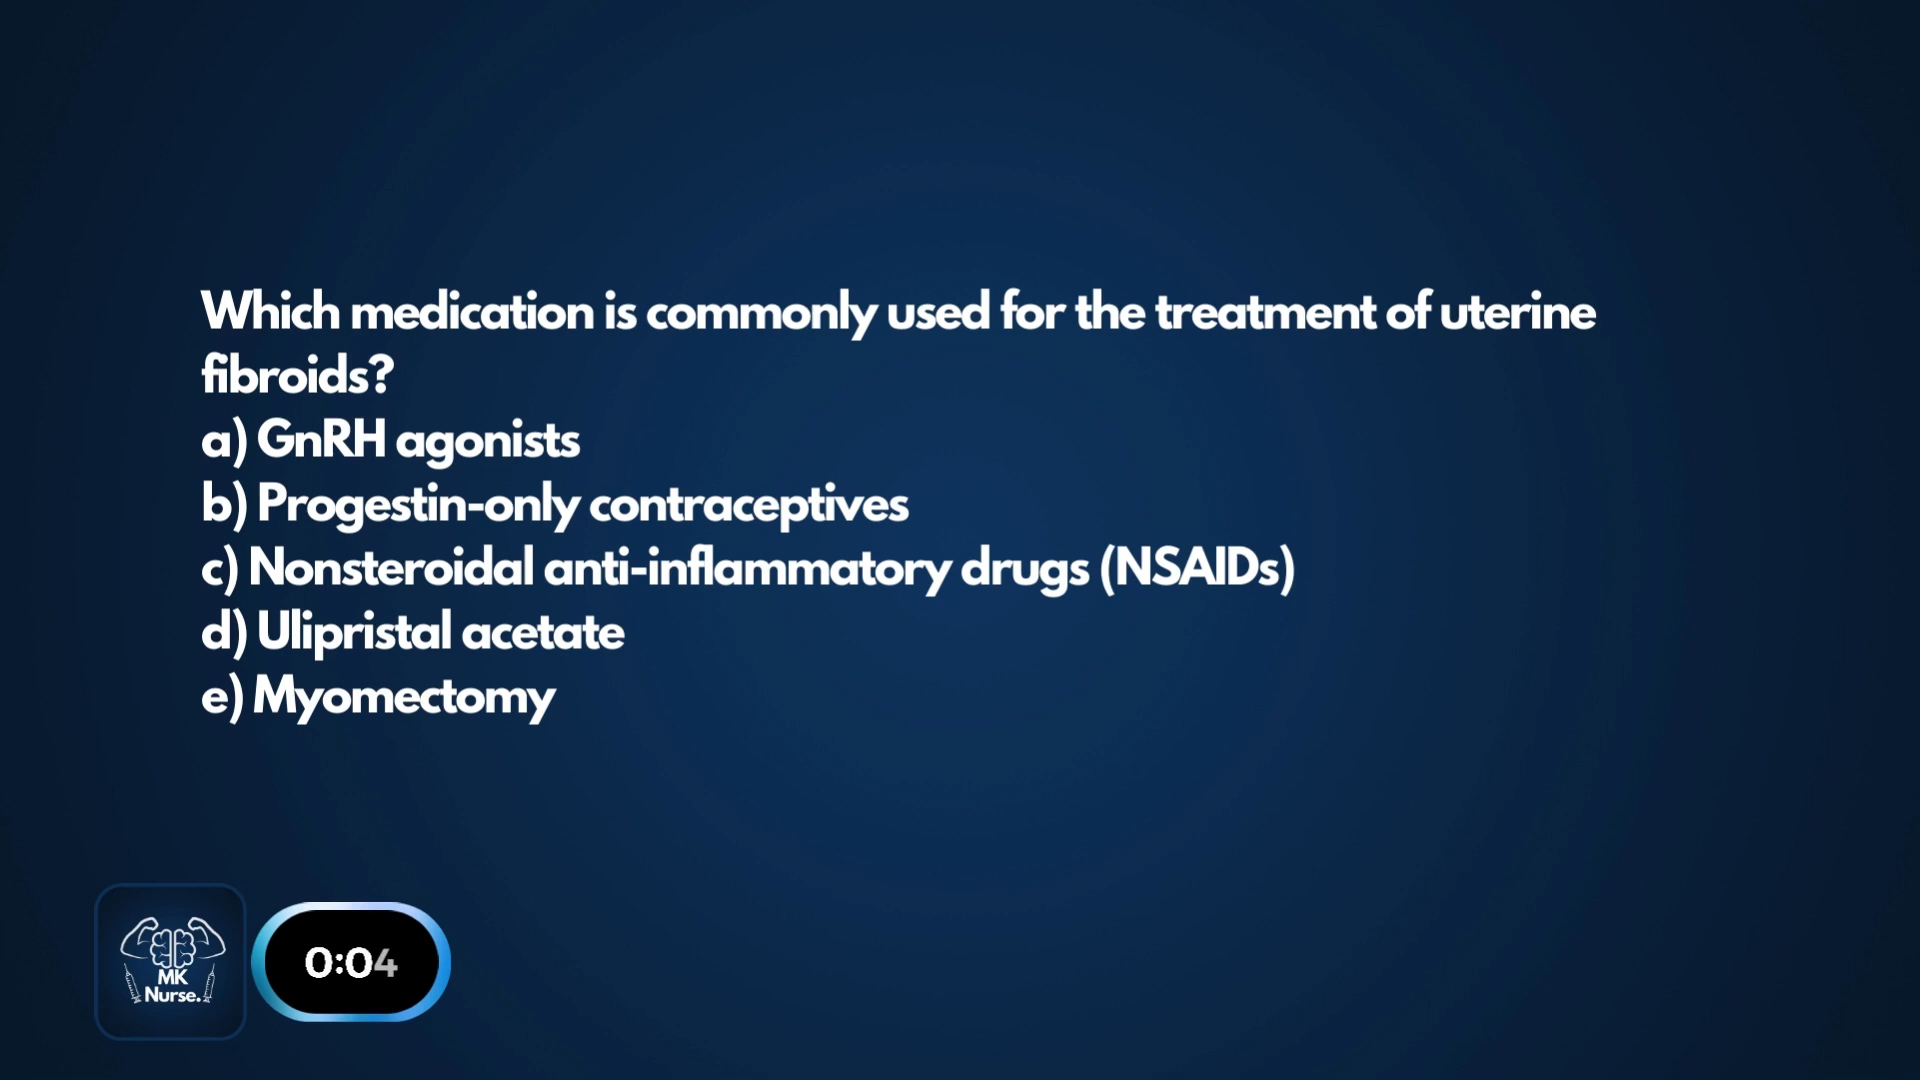 Which medication is commonly used for the treatment of uterine
fibroids?
a) GnRH agonists
b) Progestin-only contraceptives
c) Nonsteroidal anti-inflammatory drugs (NSAIDs)
d) Ulipristal acetate
e) Myomectomy
MK
Nurse.
0:04